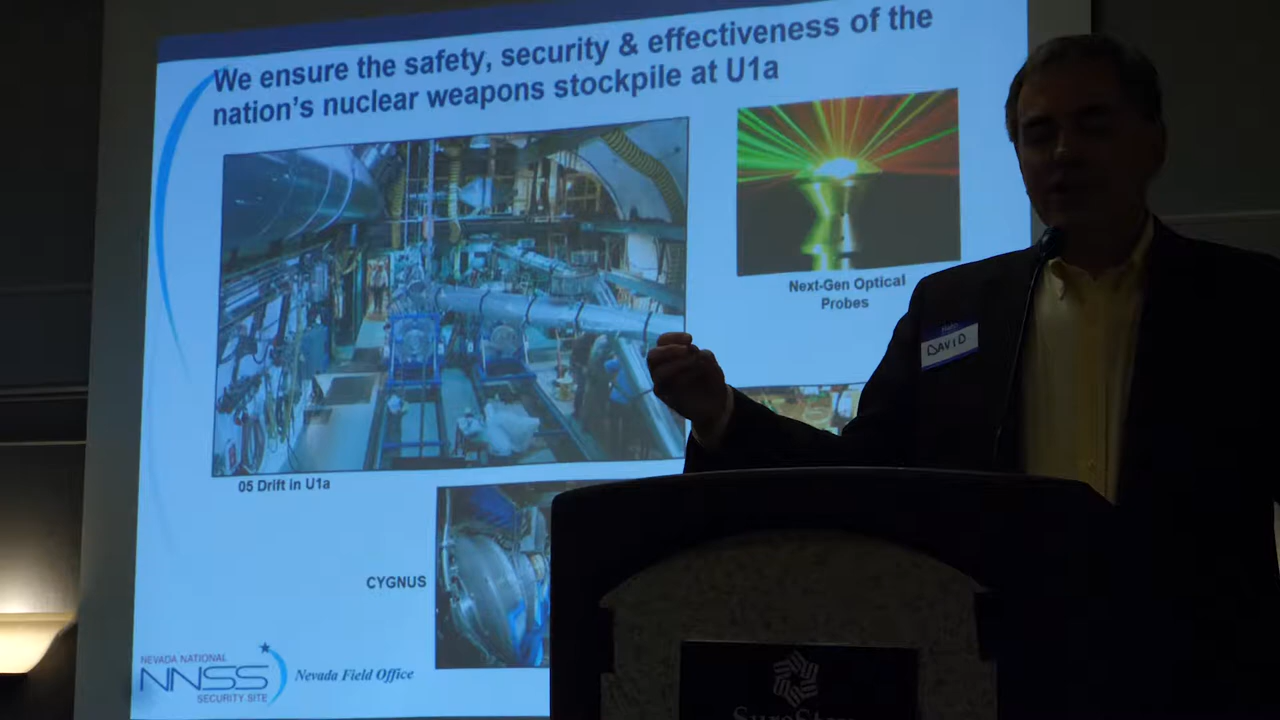 We ensure the safety, security & effectiveness of the
nation's nuclear weapons stockpile at U1a
Next-Gen Optical
Probes
DAVID
05 Drift in U1a
CYGNUS
NEVADA NATIONAL
NNSS
SECURITY SITE
Nevada Field Office